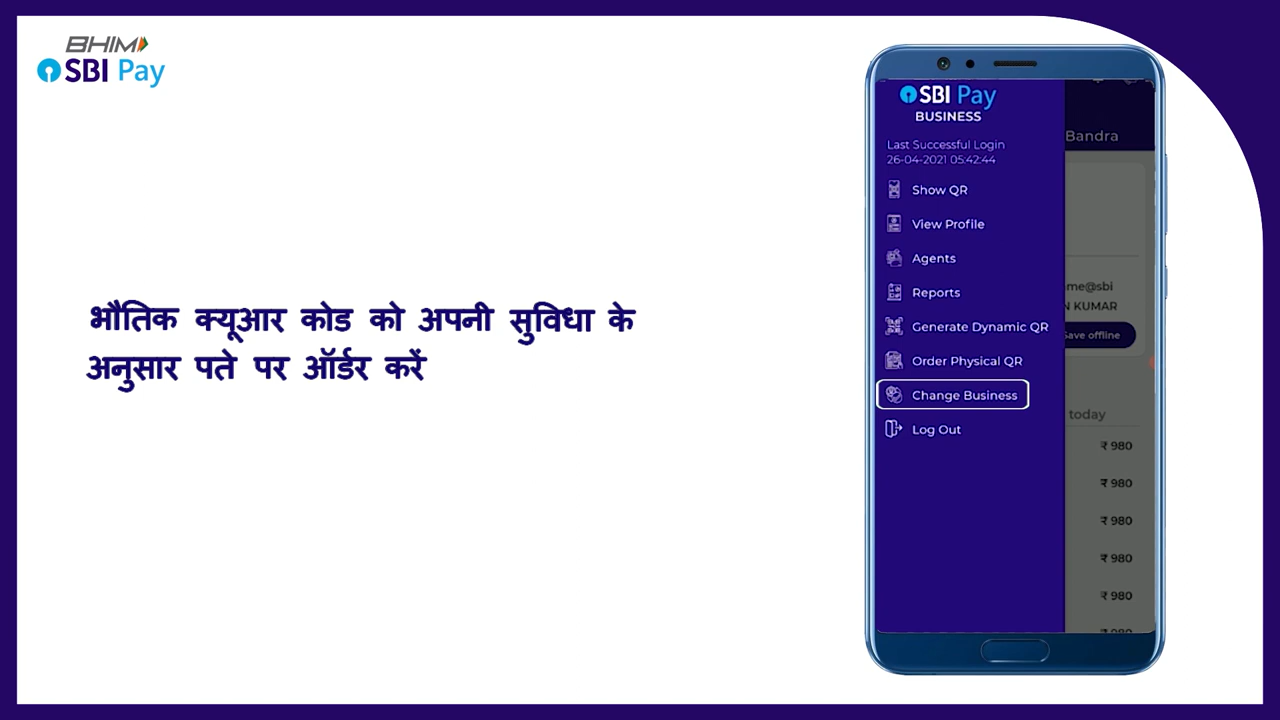 BHIM
SBI Pay
भौतिक क्यूआर कोड को अपनी सुविधा के
अनुसार पते पर ऑर्डर करें
SBI Pay
BUSINESS
Last Successful Login
26-04-2021 05:42:44
Show QR
View Profile
Agents
Reports
Generate Dynamic QR
Order Physical QR
Change Business
Log Out
Bandra
me@sbi
N KUMAR
Save offline
today
₹ 980
₹ 980
₹ 980
₹ 980
₹ 980